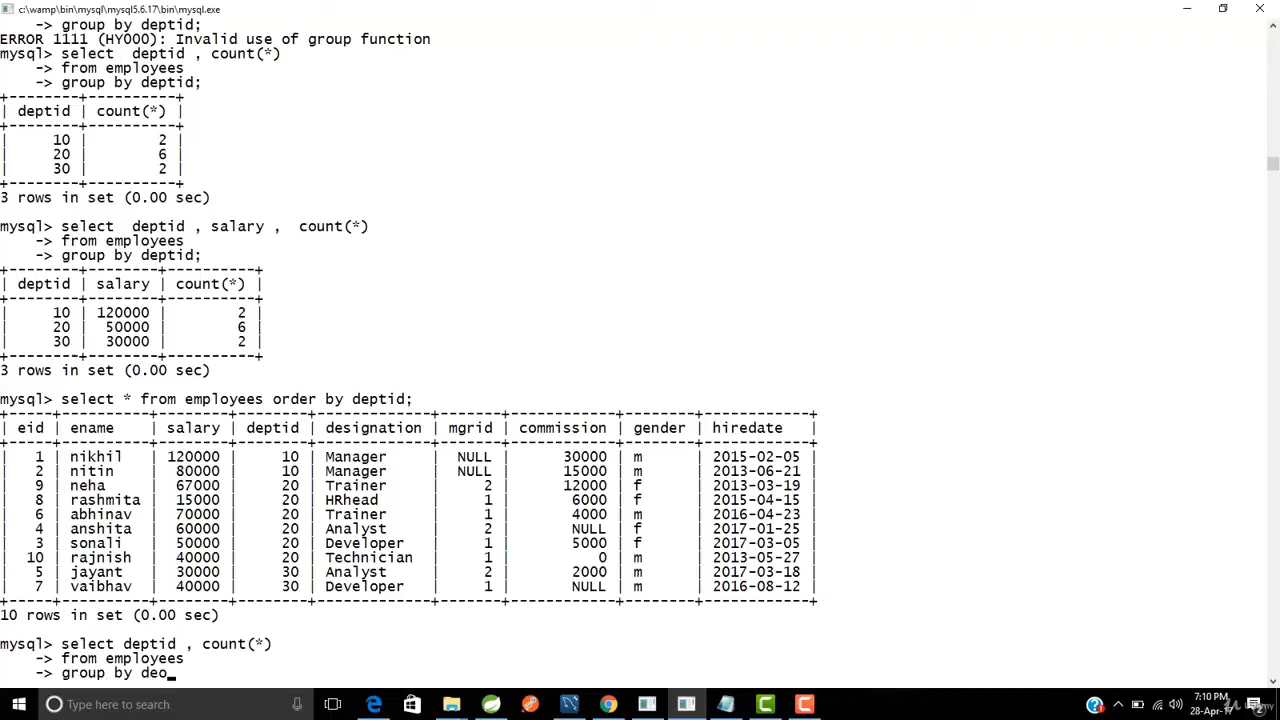 c:\wamp\bin\mysql\mysql5.6.17\bin\mysql.exe
    -> group by deptid;
ERROR 1111 (HY000): Invalid use of group function
mysql> select  deptid , count(*)
    -> from employees
    -> group by deptid;
+--------+----------+
| deptid | count(*) |
+--------+----------+
|     10 |        2 |
|     20 |        6 |
|     30 |        2 |
+--------+----------+
3 rows in set (0.00 sec)
mysql> select  deptid , salary ,  count(*)
    -> from employees
    -> group by deptid;
+--------+--------+----------+
| deptid | salary | count(*) |
+--------+--------+----------+
|     10 | 120000 |        2 |
|     20 |  50000 |        6 |
|     30 |  30000 |        2 |
+--------+--------+----------+
3 rows in set (0.00 sec)
mysql> select * from employees order by deptid;
+-----+----------+--------+--------+-------------+-------+------------+--------+------------+
| eid | ename    | salary | deptid | designation | mgrid | commission | gender | hiredate   |
+-----+----------+--------+--------+-------------+-------+------------+--------+------------+
|   1 | nikhil   | 120000 |     10 | Manager     |  NULL |      30000 | m      | 2015-02-05 |
|   2 | nitin    |  80000 |     10 | Manager     |  NULL |      15000 | m      | 2013-06-21 |
|   9 | neha     |  67000 |     20 | Trainer     |     2 |      12000 | f      | 2013-03-19 |
|   8 | rashmita |  15000 |     20 | HRhead      |     1 |       6000 | f      | 2015-04-15 |
|   6 | abhinav  |  70000 |     20 | Trainer     |     1 |       4000 | m      | 2016-04-23 |
|   4 | anshita  |  60000 |     20 | Analyst     |     2 |       NULL | f      | 2017-01-25 |
|   3 | sonali   |  50000 |     20 | Developer   |     1 |       5000 | f      | 2017-03-05 |
|  10 | rajnish  |  40000 |     20 | Technician  |     1 |          0 | m      | 2013-05-27 |
|   5 | jayant   |  30000 |     30 | Analyst     |     2 |       2000 | m      | 2017-03-18 |
|   7 | vaibhav  |  40000 |     30 | Developer   |     1 |       NULL | m      | 2016-08-12 |
+-----+----------+--------+--------+-------------+-------+------------+--------+------------+
10 rows in set (0.00 sec)
mysql> select deptid , count(*)
    -> from employees
    -> group by deo_
Type here to search
7:10 PM
28-Apr-